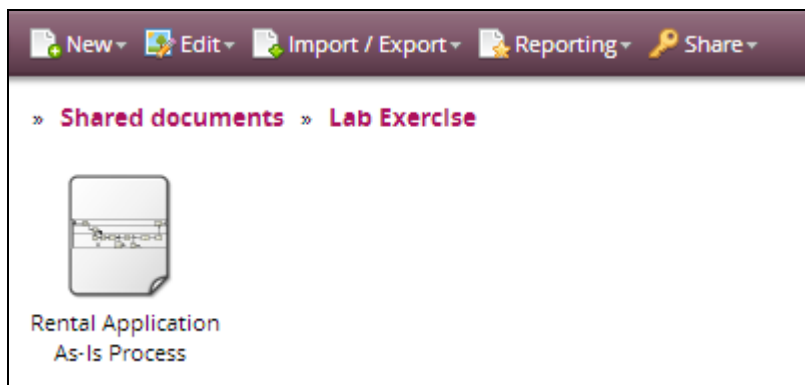 New Edit Import / Export Reporting Share
» Shared documents » Lab Exercise
Rental Application
As-Is Process